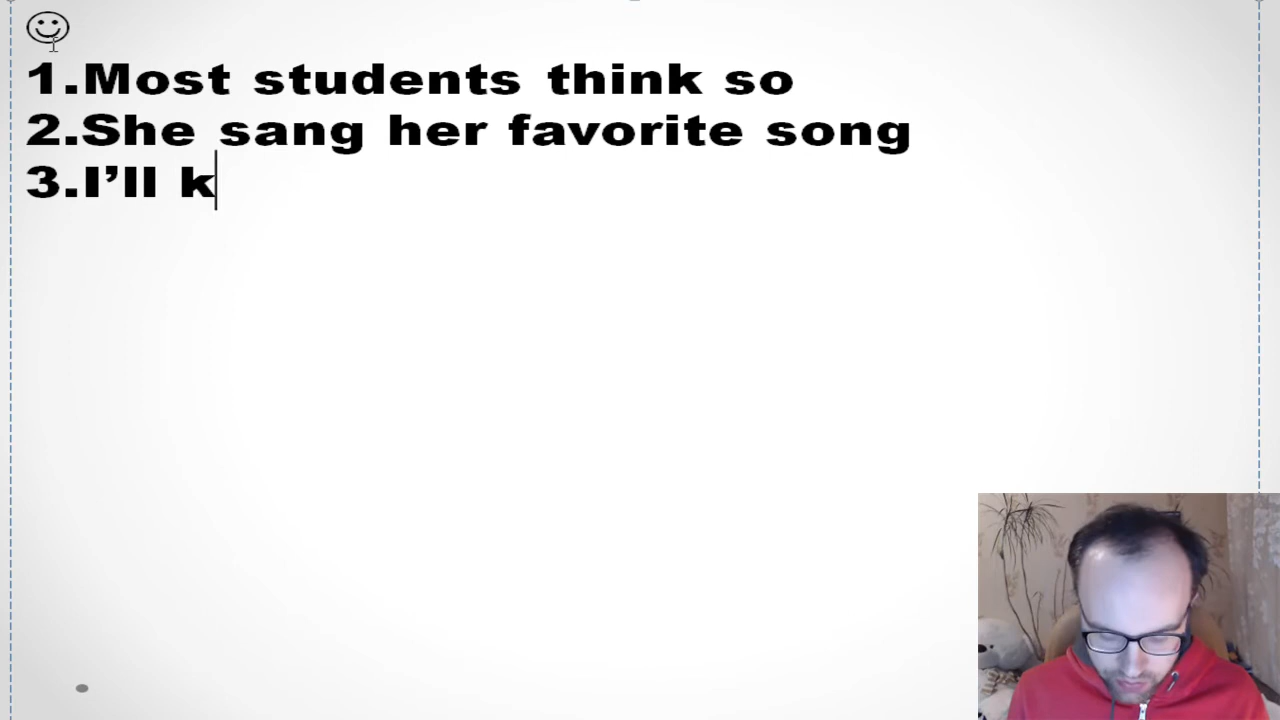 1.Most students think so
2.She sang her favorite song
3.I’ll k